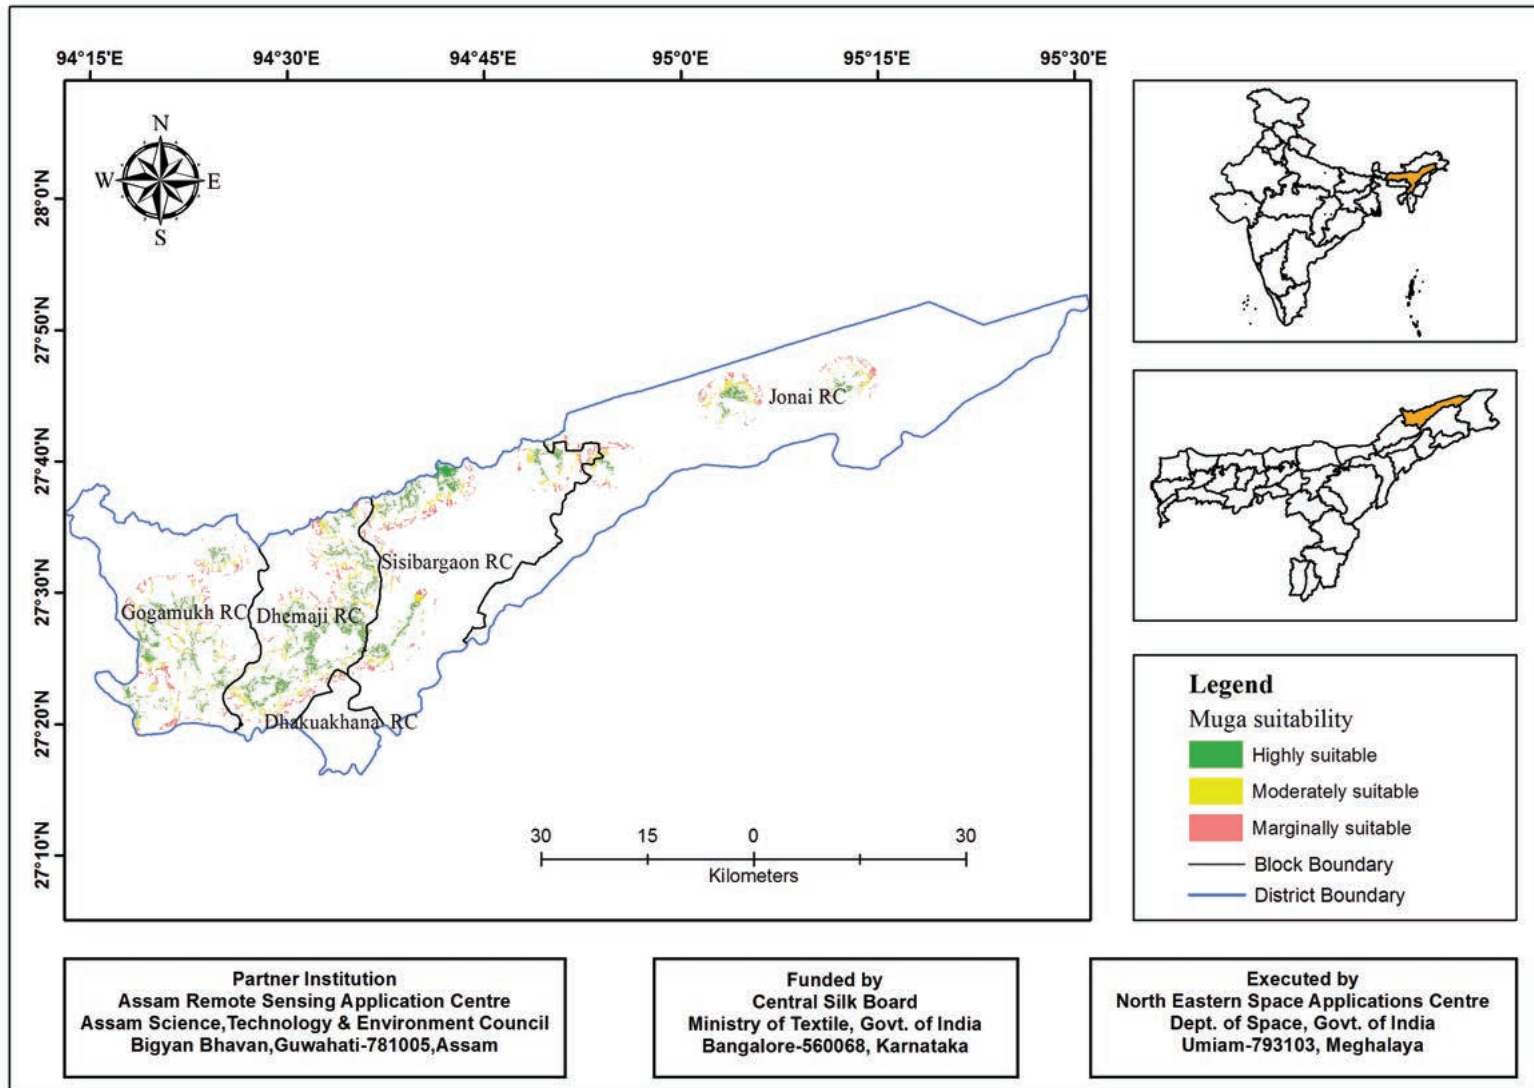 94°15'E 94°30'E 94°45'E 95°0'E 95°15'E 95°30'E
N
W E
S
28°0'N
27°50'N
27°40'N
27°30'N
27°20'N
27°10'N
Jonai RC
Sisibargaon RC
Gogamukh RC
Dhemaji RC
Dhakuakhana RC
30 15 0 30
Kilometers
Legend
Muga suitability
Highly suitable
Moderately suitable
Marginally suitable
Block Boundary
District Boundary
Partner Institution
Assam Remote Sensing Application Centre
Assam Science,Technology & Environment Council
Bigyan Bhavan,Guwahati-781005,Assam
Funded by
Central Silk Board
Ministry of Textile, Govt. of India
Bangalore-560068, Karnataka
Executed by
North Eastern Space Applications Centre
Dept. of Space, Govt. of India
Umiam-793103, Meghalaya